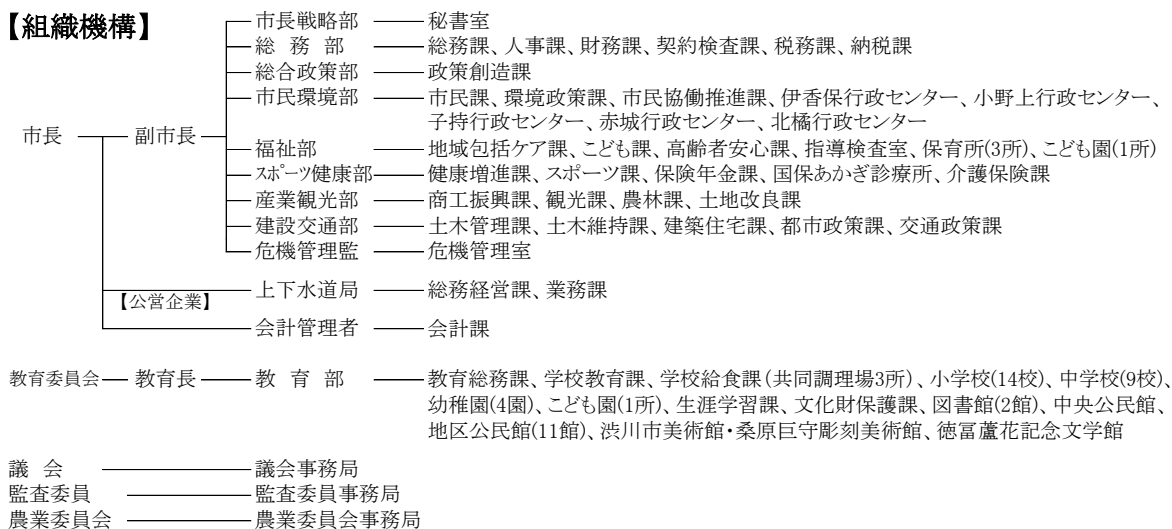 【組織機構】
市長戦略部 秘書室
総務部 総務課、人事課、財務課、契約検査課、税務課、納税課
総合政策部 政策創造課
市民環境部 市民課、環境政策課、市民協働推進課、伊香保行政センター、小野上行政センター、
市長 副市長 子持行政センター、赤城行政センター、北橘行政センター
福祉部 地域包括ケア課、こども課、高齢者安心課、指導検査室、保育所(3所)、こども園(1所)
スポーツ健康部 健康増進課、スポーツ課、保険年金課、国保あかぎ診療所、介護保険課
産業観光部 商工振興課、観光課、農林課、土地改良課
建設交通部 土木管理課、土木維持課、建築住宅課、都市政策課、交通政策課
危機管理監 危機管理室
上下水道局 総務経営課、業務課
【公営企業】
会計管理者 会計課
教育委員会 教育長 教育部 教育総務課、学校教育課、学校給食課(共同調理場3所)、小学校(14校)、中学校(9校)、
幼稚園(4園)、こども園(1所)、生涯学習課、文化財保護課、図書館(2館)、中央公民館、
地区公民館(11館)、渋川市美術館・桑原巨守彫刻美術館、徳冨蘆花記念文学館
議会 議会事務局
監査委員 監査委員事務局
農業委員会 農業委員会事務局